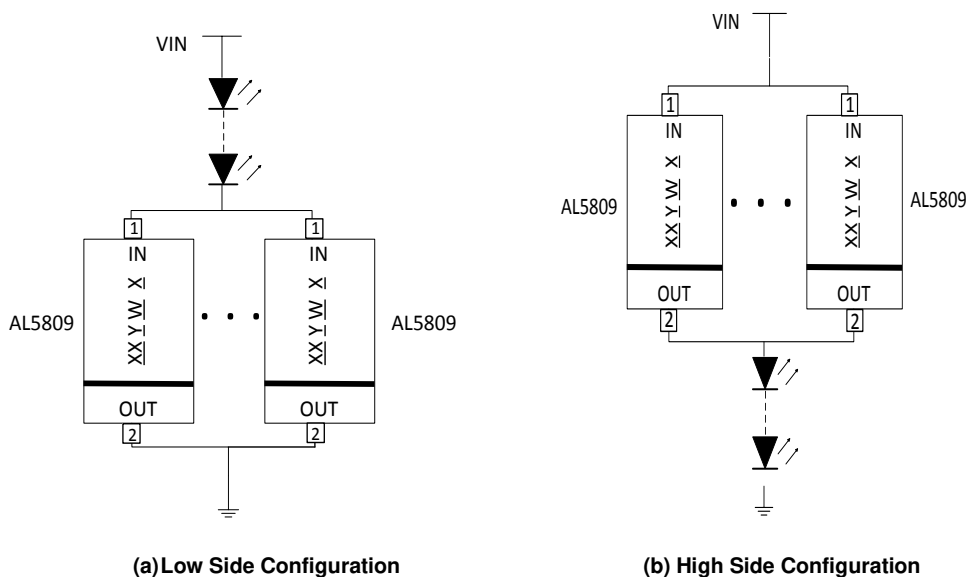 VIN
1
IN
XX Y W X
AL5809
OUT
2
1
IN
XX Y W X
AL5809
OUT
2
(a) Low Side Configuration
VIN
1
IN
XX Y W X
AL5809
OUT
2
1
IN
XX Y W X
AL5809
OUT
2
(b) High Side Configuration